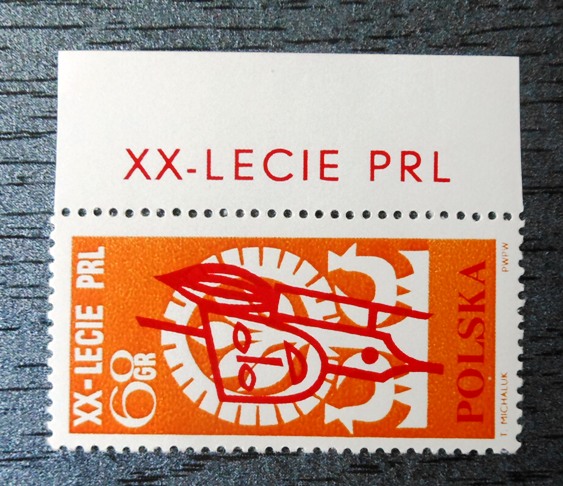 XX-LECIE PRL
XX-LECIE PRL
60 GR
POLSKA
T. MICHALUK
PWPW